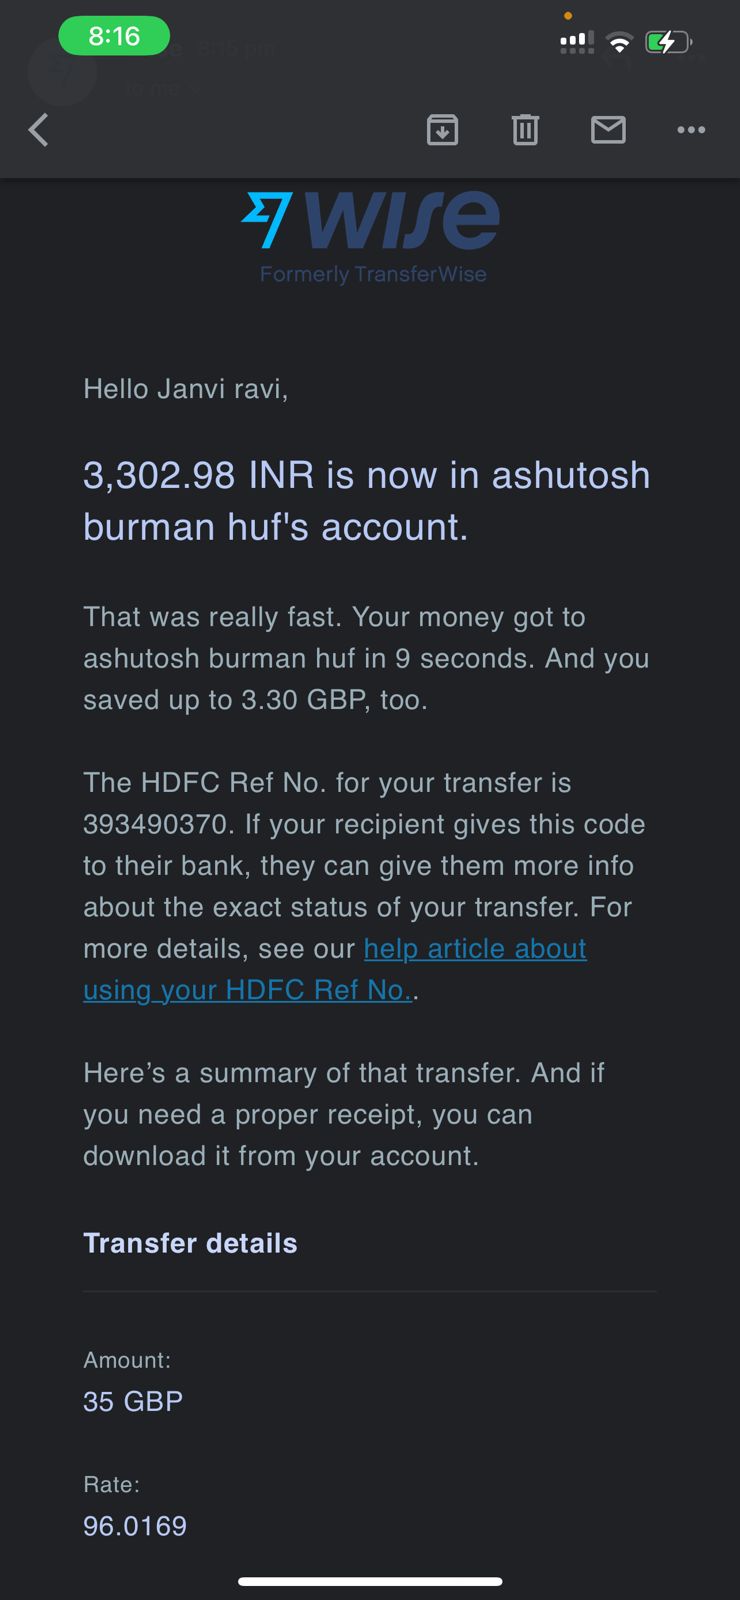 8:16
8:15 pm
to me
wise
Formerly TransferWise
Hello Janvi ravi,
3,302.98 INR is now in ashutosh
burman huf's account.
That was really fast. Your money got to
ashutosh burman huf in 9 seconds. And you
saved up to 3.30 GBP, too.
The HDFC Ref No. for your transfer is
393490370. If your recipient gives this code
to their bank, they can give them more info
about the exact status of your transfer. For
more details, see our help article about
using your HDFC Ref No..
Here’s a summary of that transfer. And if
you need a proper receipt, you can
download it from your account.
Transfer details
Amount:
35 GBP
Rate:
96.0169